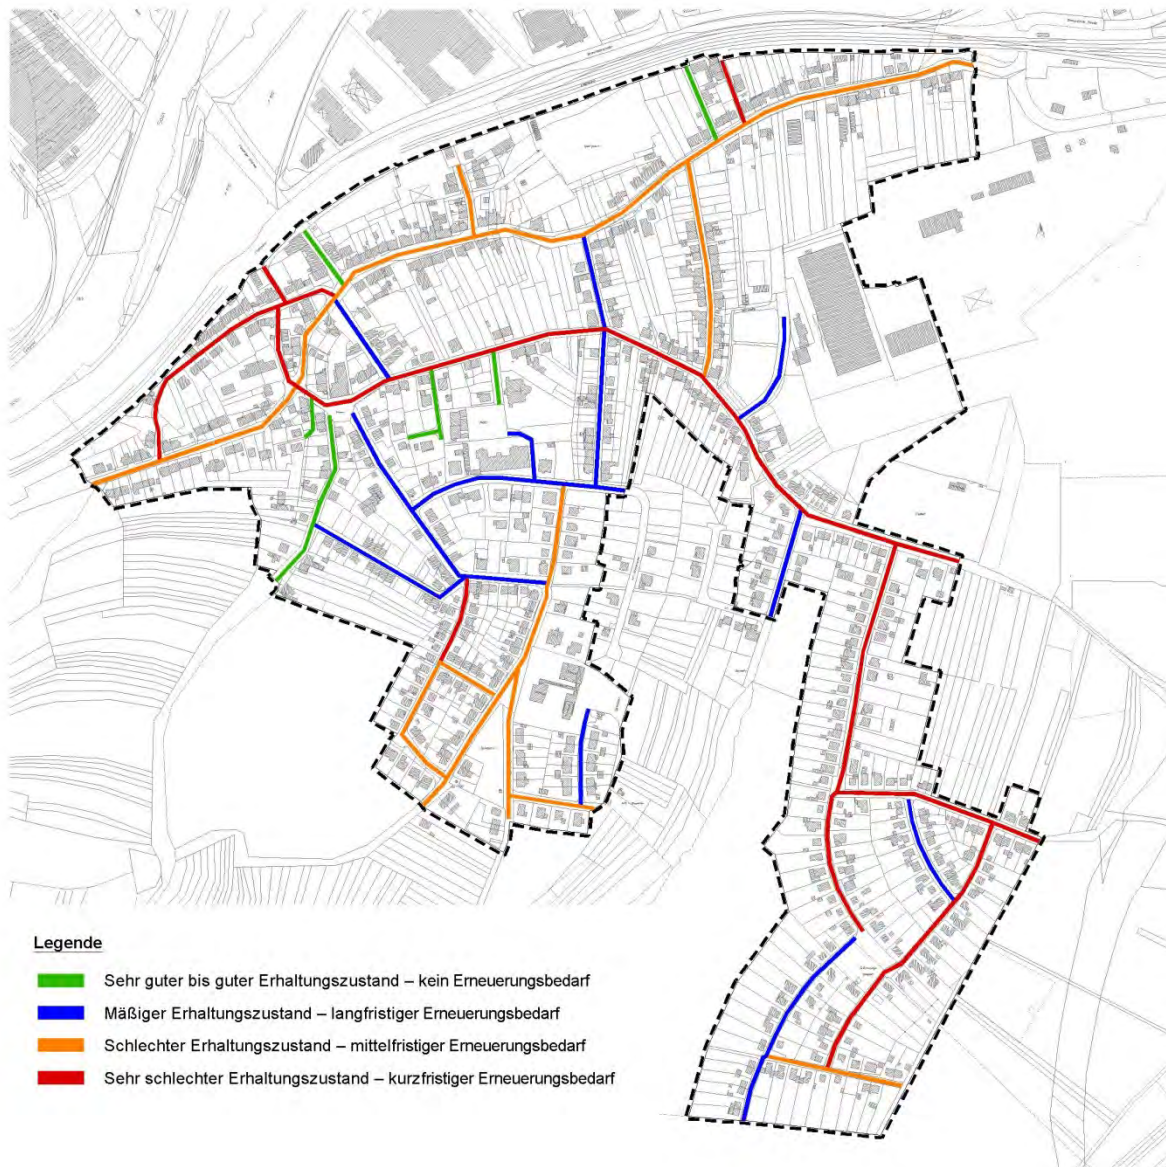 Legende
Sehr guter bis guter Erhaltungszustand – kein Erneuerungsbedarf
Mäßiger Erhaltungszustand – langfristiger Erneuerungsbedarf
Schlechter Erhaltungszustand – mittelfristiger Erneuerungsbedarf
Sehr schlechter Erhaltungszustand – kurzfristiger Erneuerungsbedarf